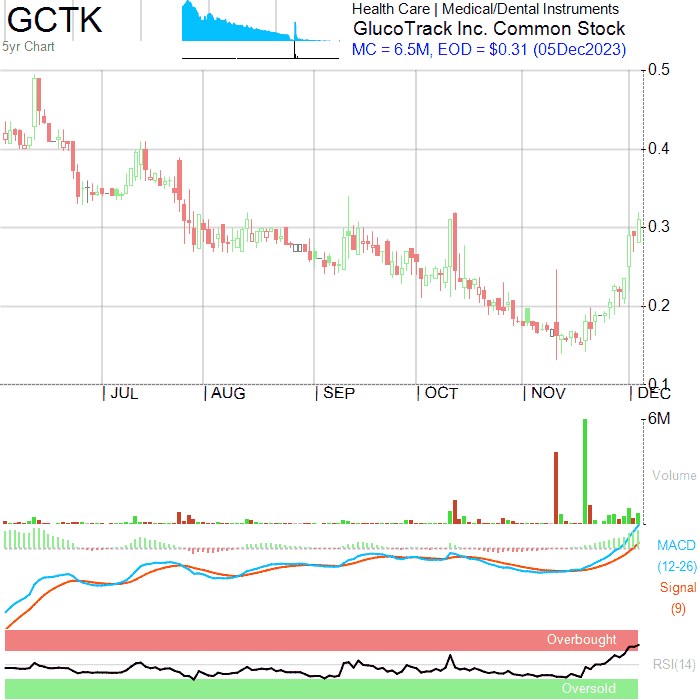 GCTK
5yr Chart
Health Care | Medical/Dental Instruments
GlucoTrack Inc. Common Stock
MC = 6.5M, EOD = $0.31 (05Dec2023)
0.5
0.4
0.3
0.2
0.1
| JUL | AUG | SEP | OCT | NOV | DEC
6M
Volume
MACD
(12-26)
Signal
(9)
Overbought
RSI(14)
Oversold